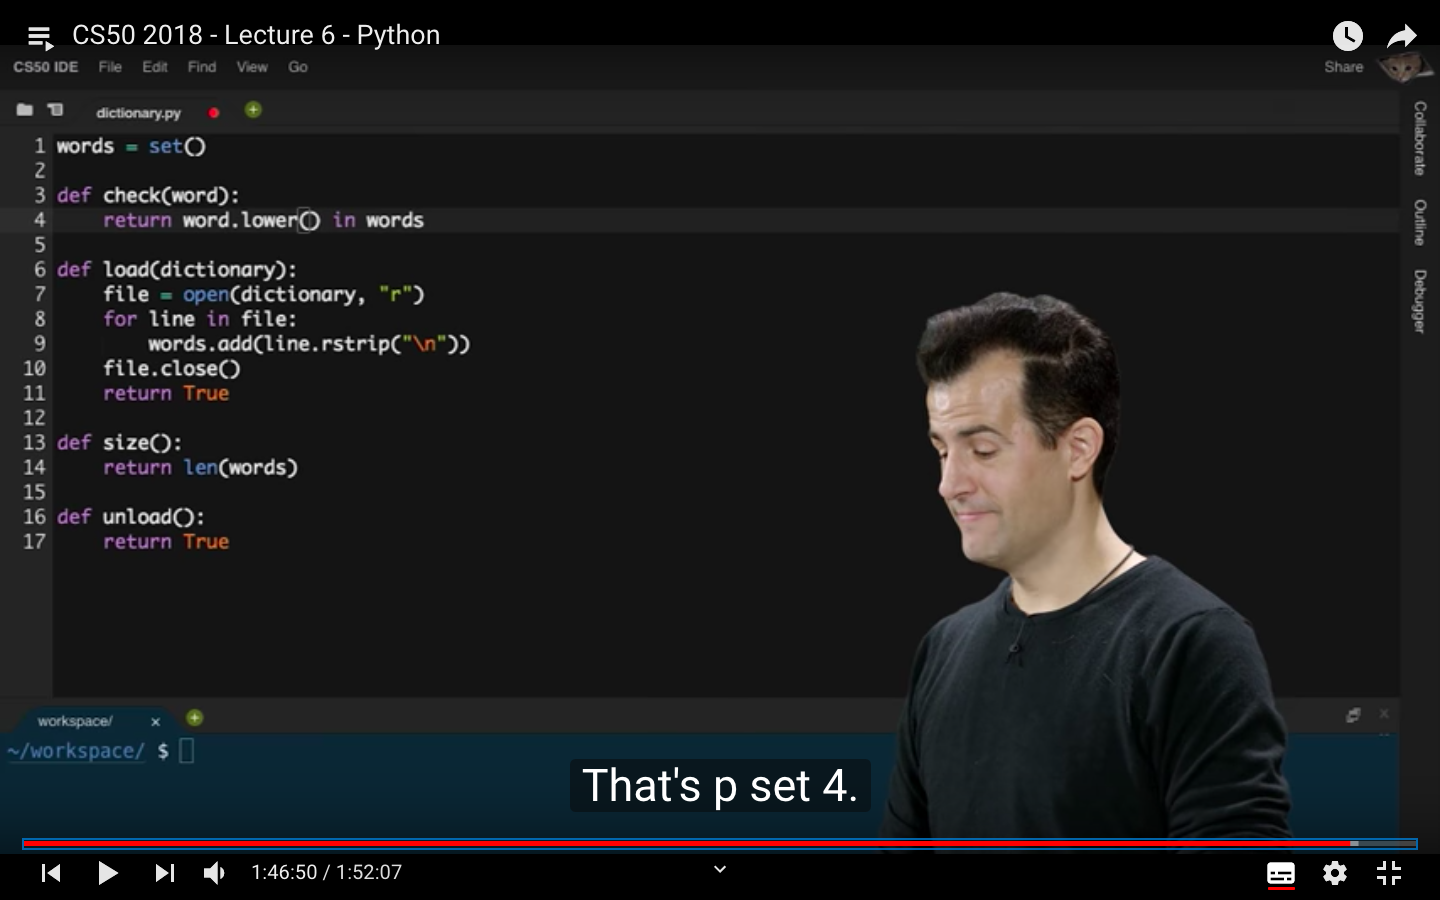 CS50 2018 - Lecture 6 - Python
CS50 IDE File Edit Find View Go
Share
dictionary.py
1 words = set()
2
3 def check(word):
4     return word.lower() in words
5
6 def load(dictionary):
7     file = open(dictionary, "r")
8     for line in file:
9         words.add(line.rstrip("\n"))
10     file.close()
11     return True
12
13 def size():
14     return len(words)
15
16 def unload():
17     return True
Collaborate
Outline
Debugger
workspace/
~/workspace/ $
That's p set 4.
1:46:50 / 1:52:07